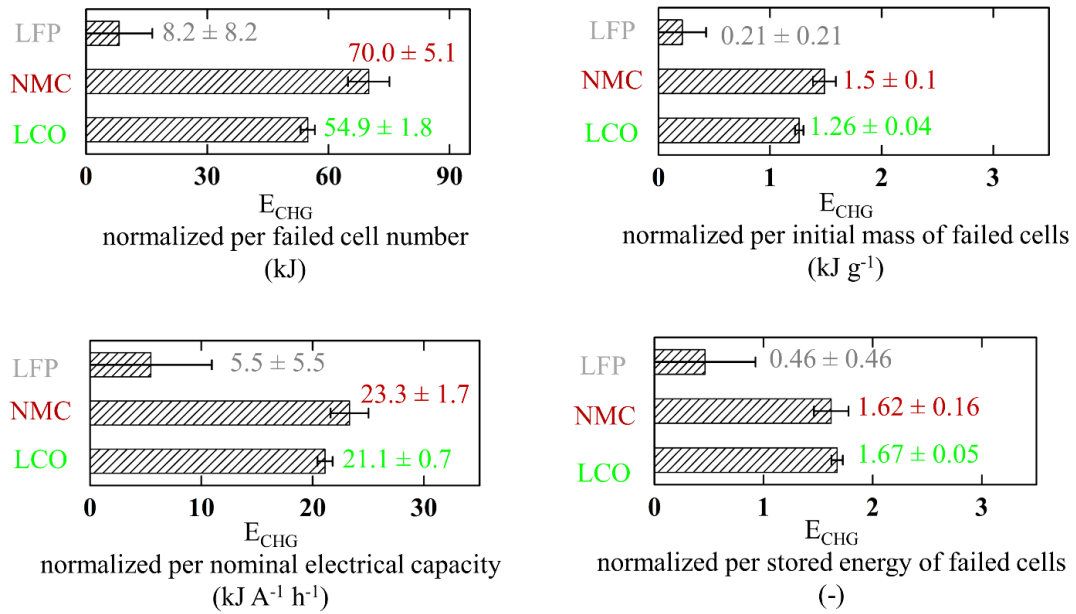 LFP 8.2 ± 8.2
NMC 70.0 ± 5.1
LCO 54.9 ± 1.8
0 30 60 90
E_CHG
normalized per failed cell number
(kJ)
LFP 0.21 ± 0.21
NMC 1.5 ± 0.1
LCO 1.26 ± 0.04
0 1 2 3
E_CHG
normalized per initial mass of failed cells
(kJ g⁻¹)
LFP 5.5 ± 5.5
NMC 23.3 ± 1.7
LCO 21.1 ± 0.7
0 10 20 30
E_CHG
normalized per nominal electrical capacity
(kJ A⁻¹ h⁻¹)
LFP 0.46 ± 0.46
NMC 1.62 ± 0.16
LCO 1.67 ± 0.05
0 1 2 3
E_CHG
normalized per stored energy of failed cells
(-)